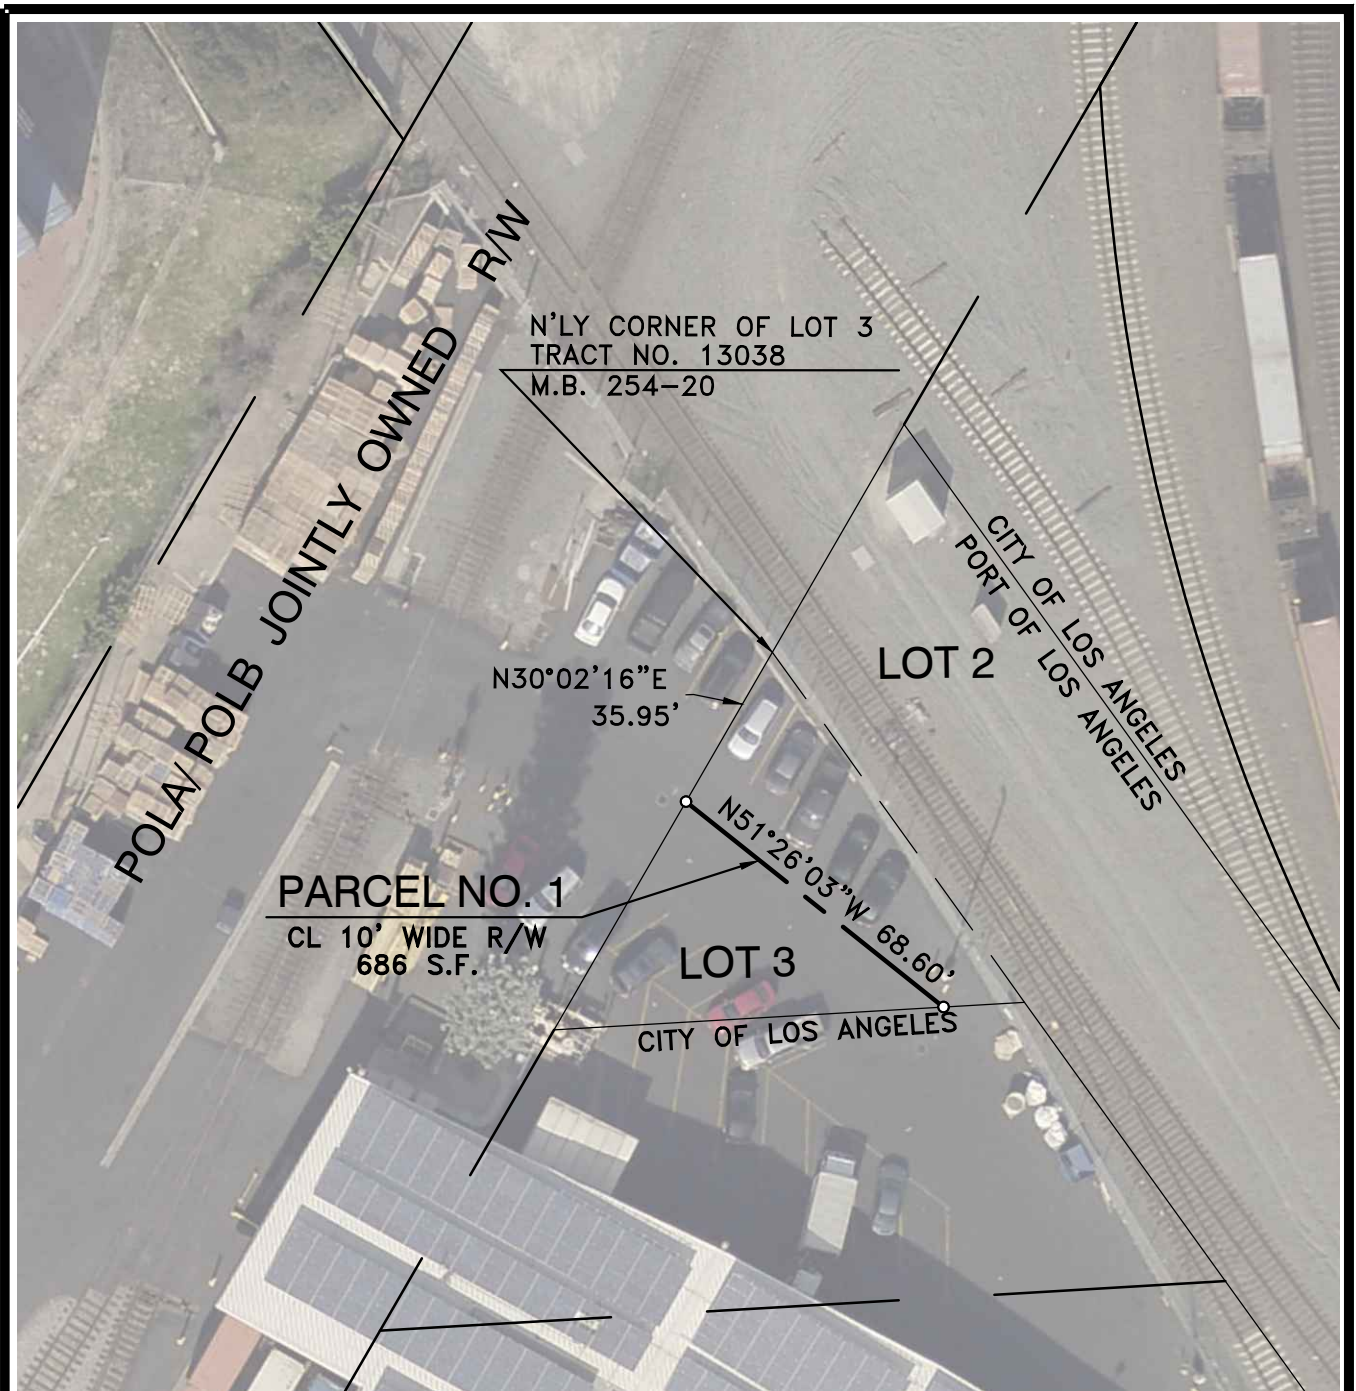 POLA/POLB JOINTLY OWNED R/W
N'LY CORNER OF LOT 3
TRACT NO. 13038
M.B. 254-20
CITY OF LOS ANGELES
PORT OF LOS ANGELES
LOT 2
N30°02'16"E
35.95'
N51°26'03"W 68.60'
PARCEL NO. 1
CL 10' WIDE R/W
686 S.F.
LOT 3
CITY OF LOS ANGELES